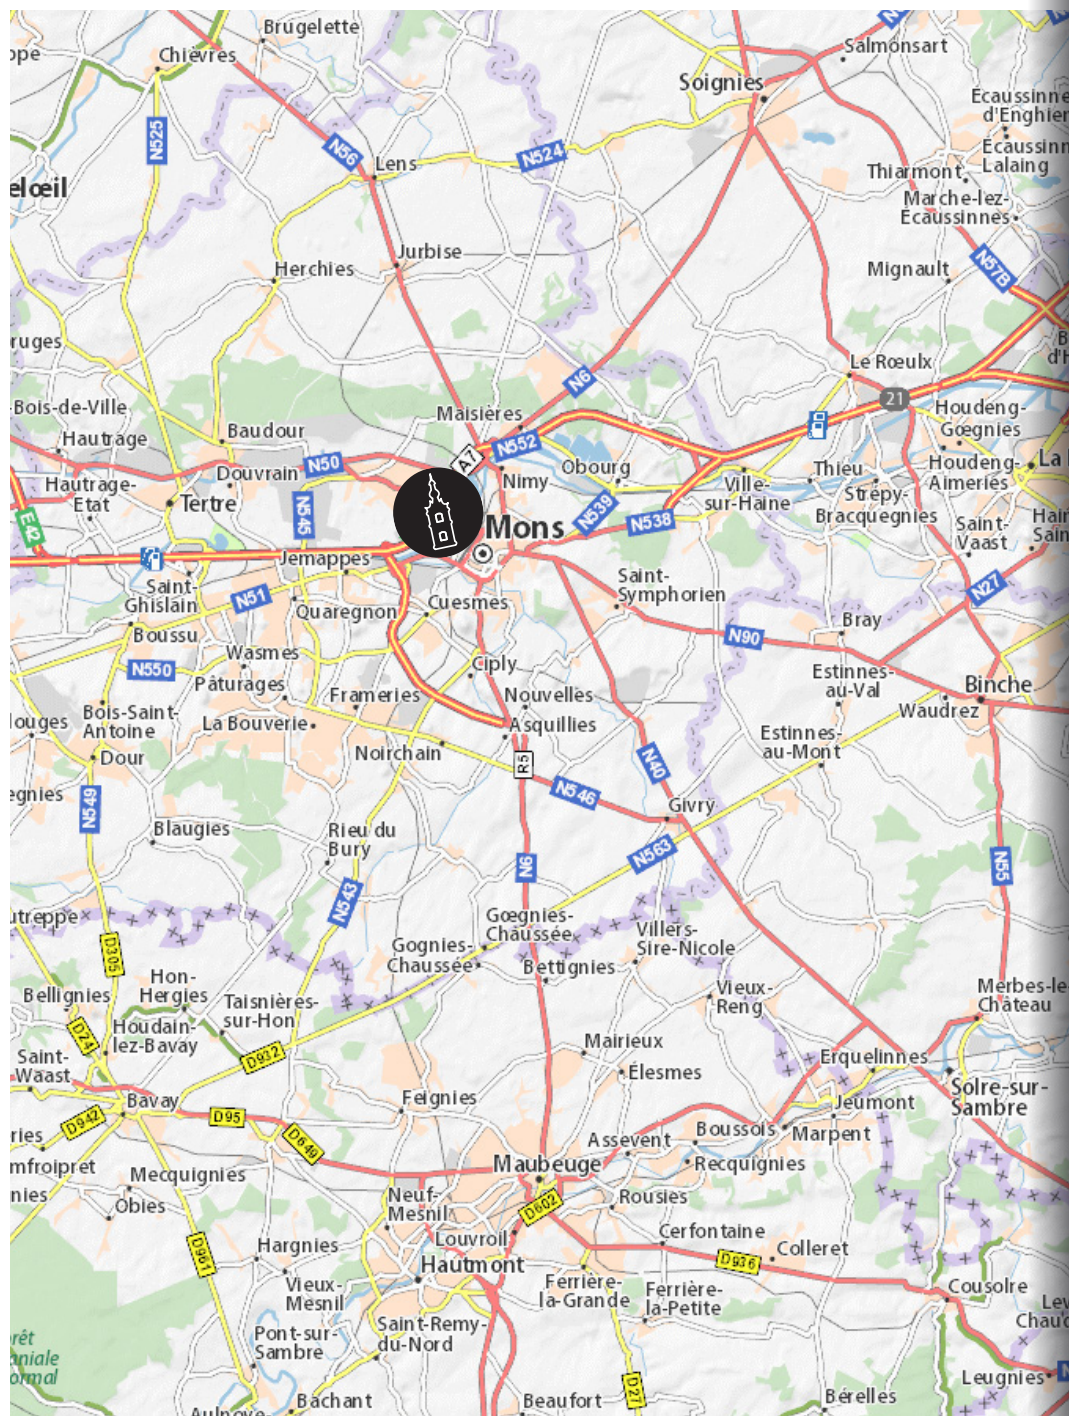 Brugelette
Chièvres
Salmonsart
Soignies
N525
N56
N524
Lens
Thiarmont
Lalaing
Marche-lez-
Écaussinnes
Jurbise
Herchies
Mignault
N57B
Le Rœulx
N6
21
Maisières
Houdeng-
Gœgnies
-Bois-de-Ville
Hautrage
Baudour
N552
A7
Douvrain
N50
Obourg
Nimy
Thieu
Houdeng-
Aimeries
Hautrage-
Etat
Tertre
N545
Ville-
sur-Haine
Strépy-
Bracquegnies
E42
Mons
N539
N538
Saint-
Vaast
Jemappes
Saint-
Ghislain
N51
Quaregnon
Cuesmes
Saint-
Symphorien
N27
Boussu
N90
Bray
N550
Wasmes
Pâturages
Ciply
Estinnes-
au-Val
Binche
Frameries
Nouvelles
Waudrez
Bois-Saint-
Antoine
La Bouverie
Asquillies
Dour
Noirchain
R5
N40
Estinnes-
au-Mont
N549
N546
Givry
Blaugies
Rieu du
Bury
N563
N6
N55
N543
Gœgnies-
Chaussée
Villers-
Sire-Nicole
D305
Gognies-
Chaussée
Bettignies
Hon-
Hergies
Bellignies
Taisnières-
sur-Hon
Vieux-
Reng
Merbes-le-
Château
D24
Houdain-
lez-Bavay
Mairieux
D932
Saint-
Waast
Élesmes
Erquelinnes
Solre-sur-
Sambre
Bavay
Feignies
Jeumont
D942
D95
D649
Assevent
Boussois
Marpent
Maubeuge
Recquignies
Mecquignies
Obies
Neuf-
Mesnil
D602
Rousies
Louvroil
Cerfontaine
D961
Hargnies
Hautmont
D936
Colleret
Vieux-
Mesnil
Ferrière-
la-Grande
Ferrière-
la-Petite
Cousolre
Saint-Remy-
du-Nord
Pont-sur-
Sambre
D27
Leugnies
Bachant
Beaufort
Bérelles